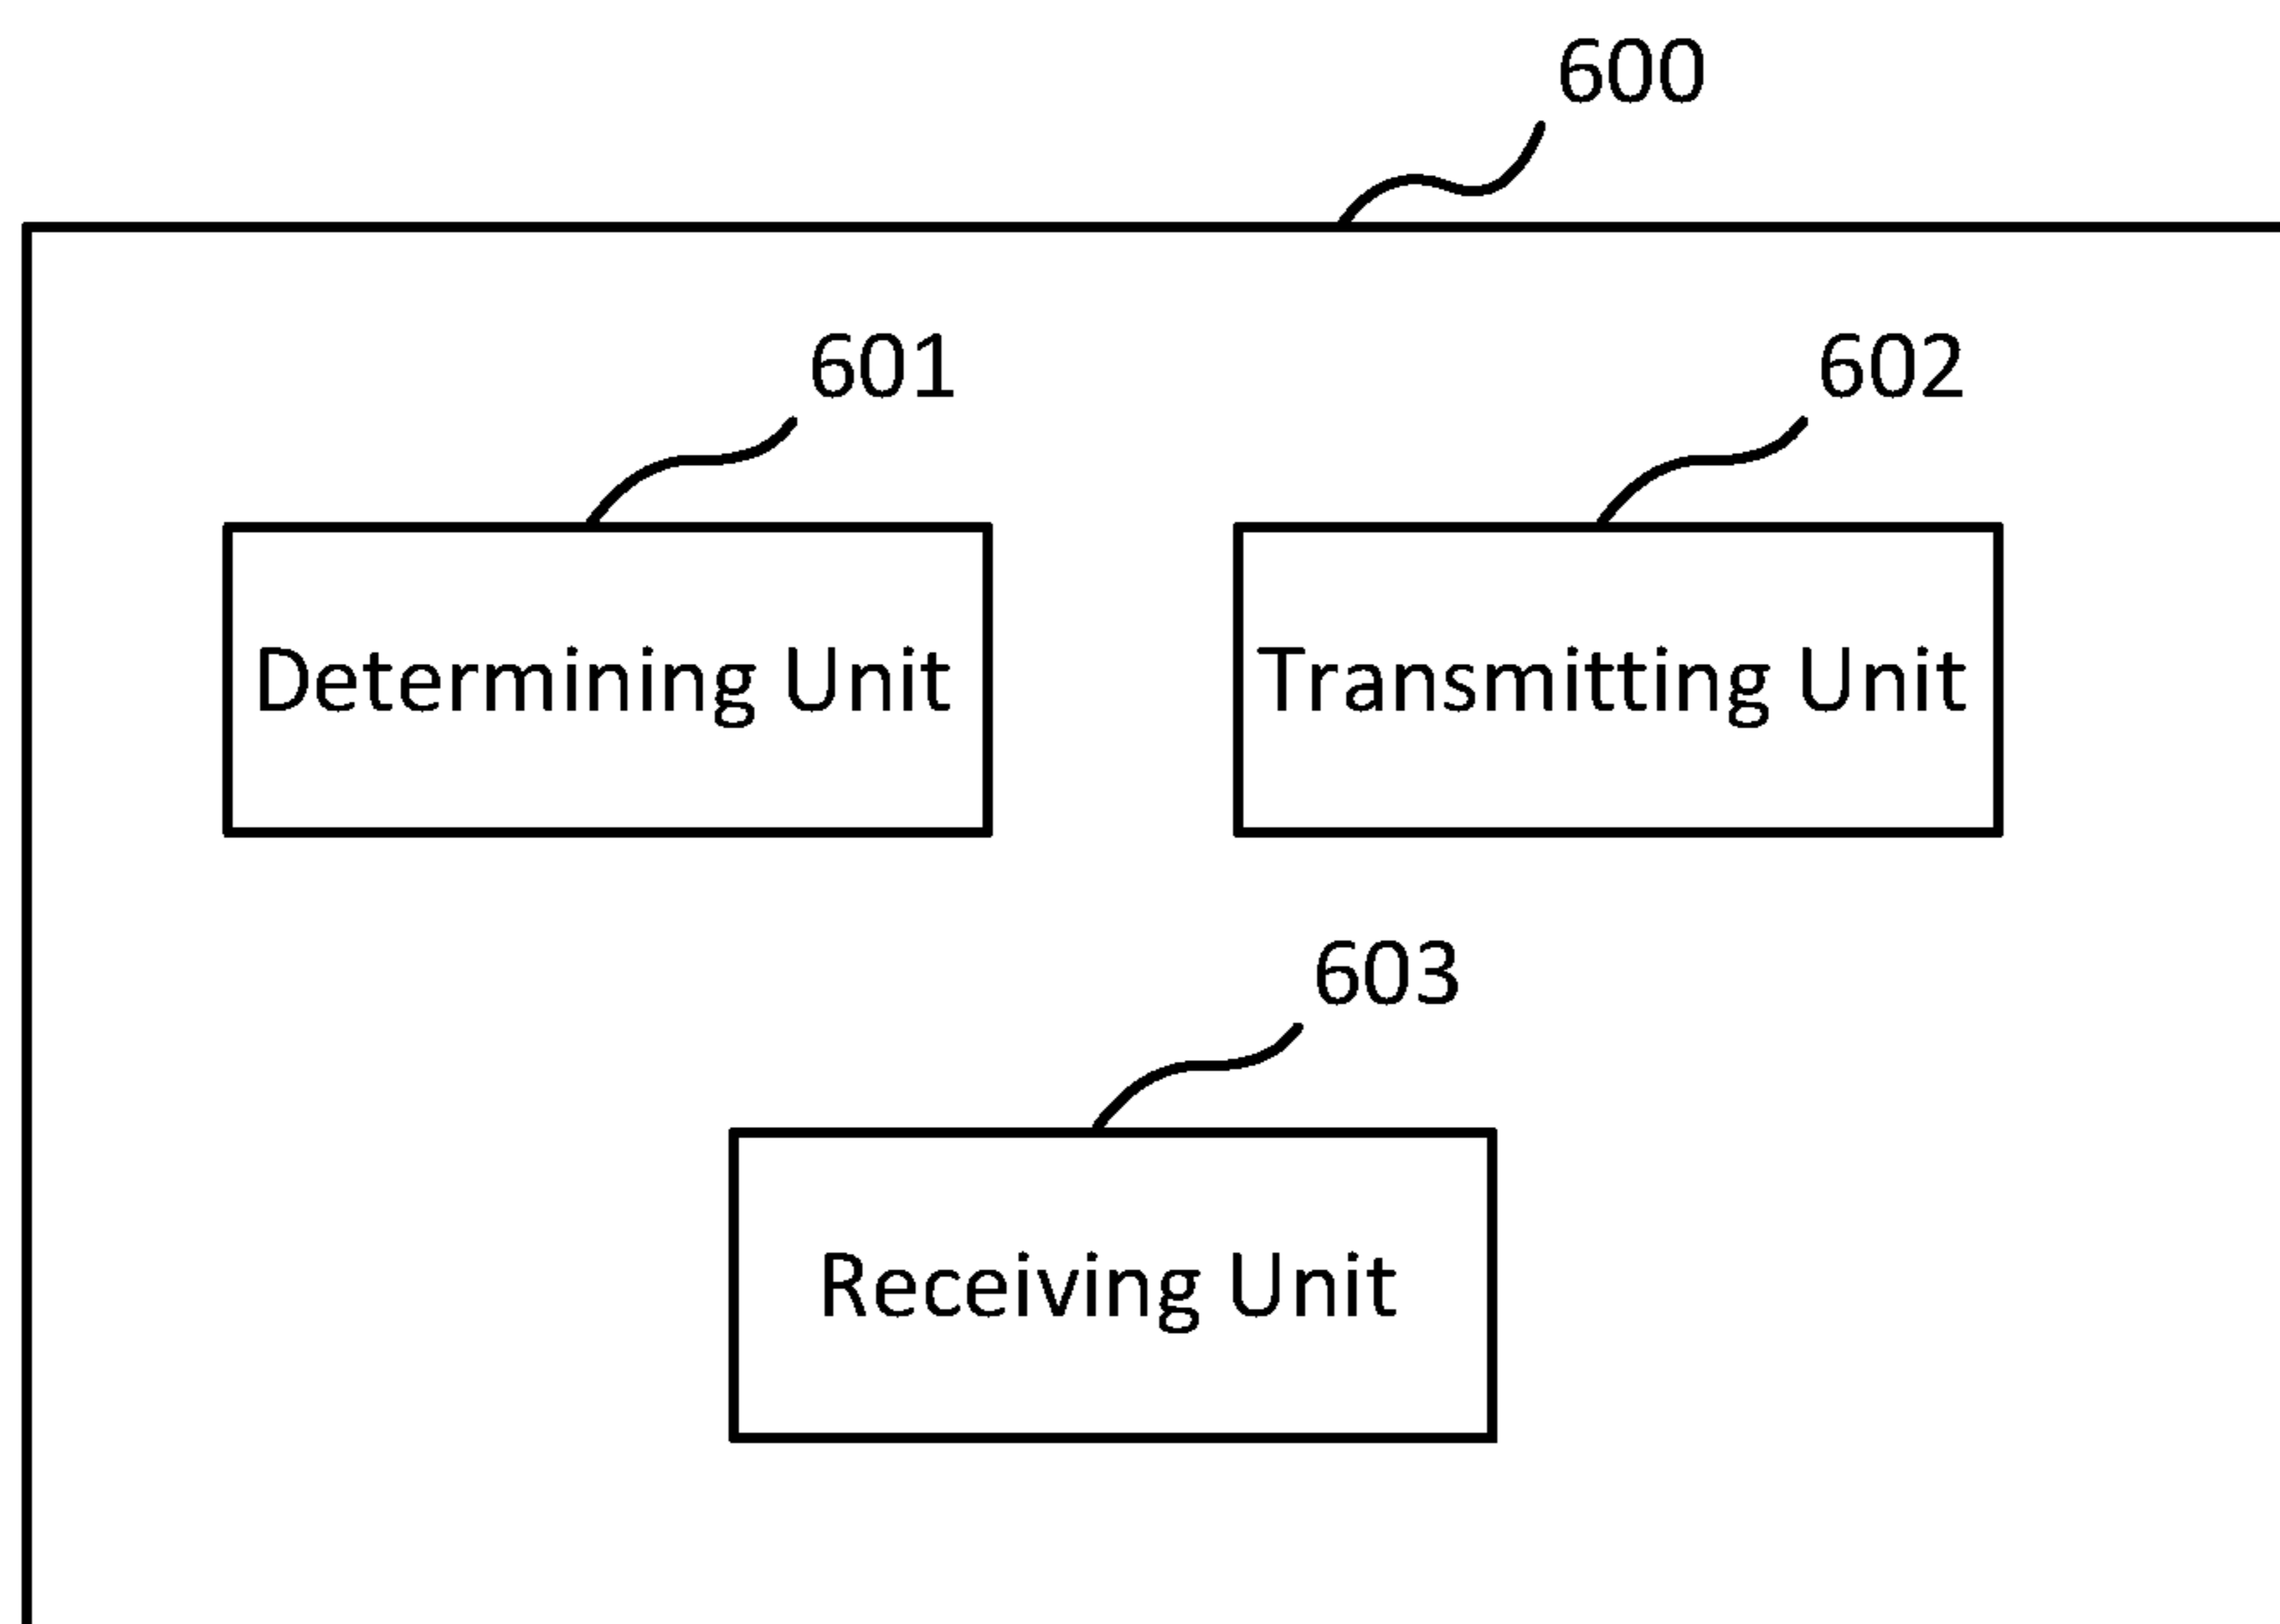 600
601
602
Determining Unit
Transmitting Unit
603
Receiving Unit